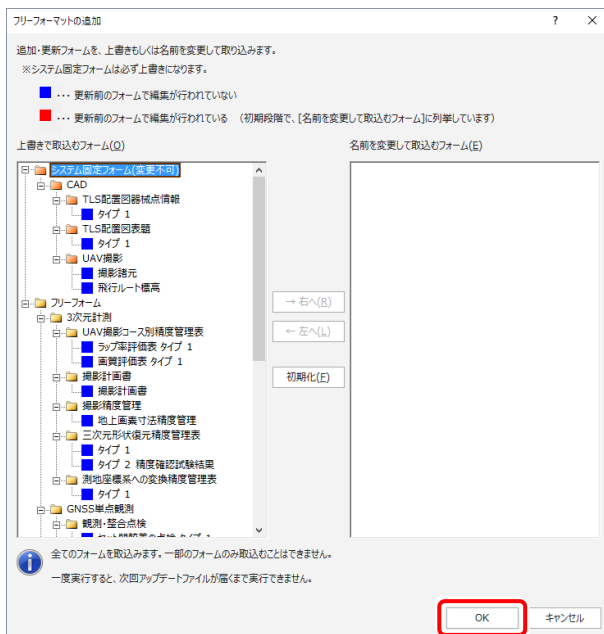 フリーフォーマットの追加
追加・更新フォームを、上書きもしくは名前を変更して取り込みます。
※システム固定フォームは必ず上書きになります。
・・・ 更新前のフォームで編集が行われていない
・・・ 更新前のフォームで編集が行われている （初期段階で、[名前を変更して取込むフォーム]に列挙しています）
上書きで取込むフォーム(O)
名前を変更して取込むフォーム(E)
システム固定フォーム(変更不可)
CAD
TLS配置図器械点情報
タイプ 1
TLS配置図表題
タイプ 1
UAV撮影
撮影諸元
飛行ルート標高
フリーフォーム
3次元計測
UAV撮影コース別精度管理表
ラップ率評価表 タイプ 1
画質評価表 タイプ 1
撮影計画書
撮影計画書
撮影精度管理
地上画素寸法精度管理
三次元形状復元精度管理表
タイプ 1
タイプ 2 精度確認試験結果
測地座標系への変換精度管理表
タイプ 1
GNSS単点観測
観測・整合点検
→ 右へ(R)
← 左へ(L)
初期化(F)
全てのフォームを取込みます。一部のフォームのみ取込むことはできません。
一度実行すると、次回アップデートファイルが届くまで実行できません。
OK
キャンセル